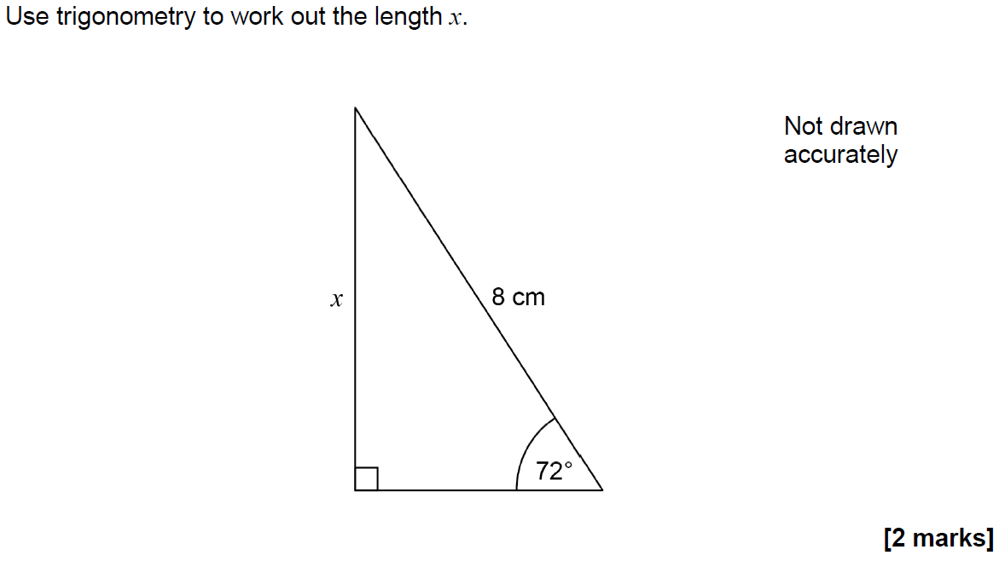 Use trigonometry to work out the length x.
Not drawn
accurately
x
8 cm
72°
[2 marks]